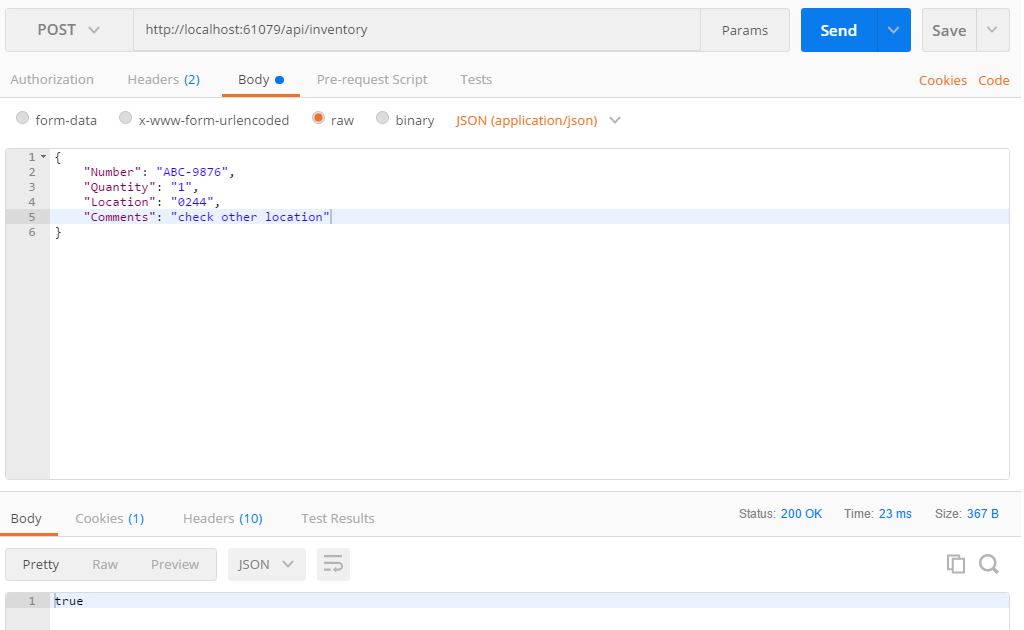 POST http://localhost:61079/api/inventory Params Send Save
Authorization Headers (2) Body Pre-request Script Tests Cookies Code
form-data x-www-form-urlencoded raw binary JSON (application/json)
1 {
2 "Number": "ABC-9876",
3 "Quantity": "1",
4 "Location": "0244",
5 "Comments": "check other location"
6 }
Body Cookies (1) Headers (10) Test Results Status: 200 OK Time: 23 ms Size: 367 B
Pretty Raw Preview JSON
1 true